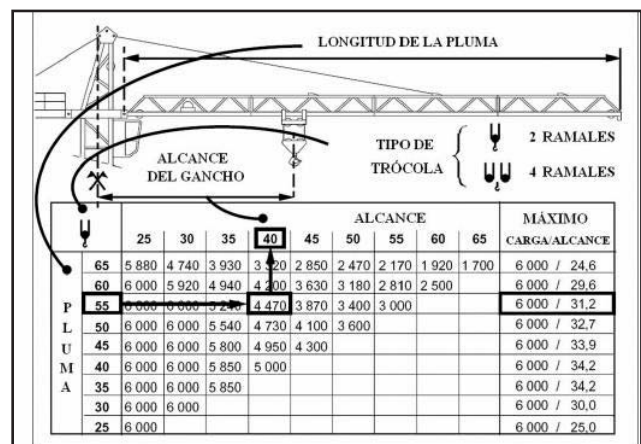 LONGITUD DE LA PLUMA
TIPO DE TRÓCOLA
2 RAMALES
4 RAMALES
ALCANCE DEL GANCHO
ALCANCE
MÁXIMO
25 30 35 40 45 50 55 60 65 CARGA/ALCANCE
PLUMA
65 5 880 4 740 3 930 3 320 2 850 2 470 2 170 1 920 1 700 6 000 / 24,6
60 6 000 5 920 4 940 4 200 3 630 3 180 2 810 2 500 6 000 / 29,6
55 4 470 3 870 3 400 3 000 6 000 / 31,2
50 6 000 6 000 5 540 4 730 4 100 3 600 6 000 / 32,7
45 6 000 6 000 5 800 4 950 4 300 6 000 / 33,9
40 6 000 6 000 5 850 5 000 6 000 / 34,2
35 6 000 6 000 5 850 6 000 / 34,2
30 6 000 6 000 6 000 / 30,0
25 6 000 6 000 / 25,0